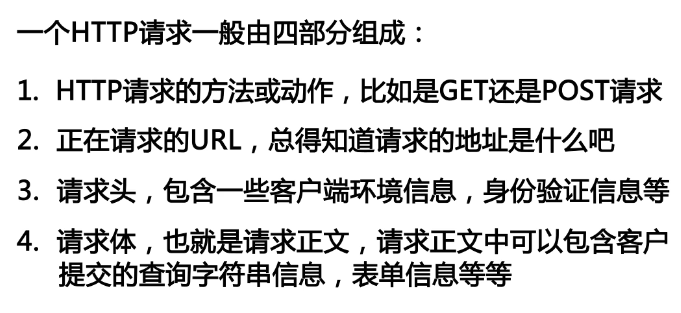 一个HTTP请求一般由四部分组成：
1. HTTP请求的方法或动作，比如是GET还是POST请求
2. 正在请求的URL，总得知道请求的地址是什么吧
3. 请求头，包含一些客户端环境信息，身份验证信息等
4. 请求体，也就是请求正文，请求正文中可以包含客户
提交的查询字符串信息，表单信息等等